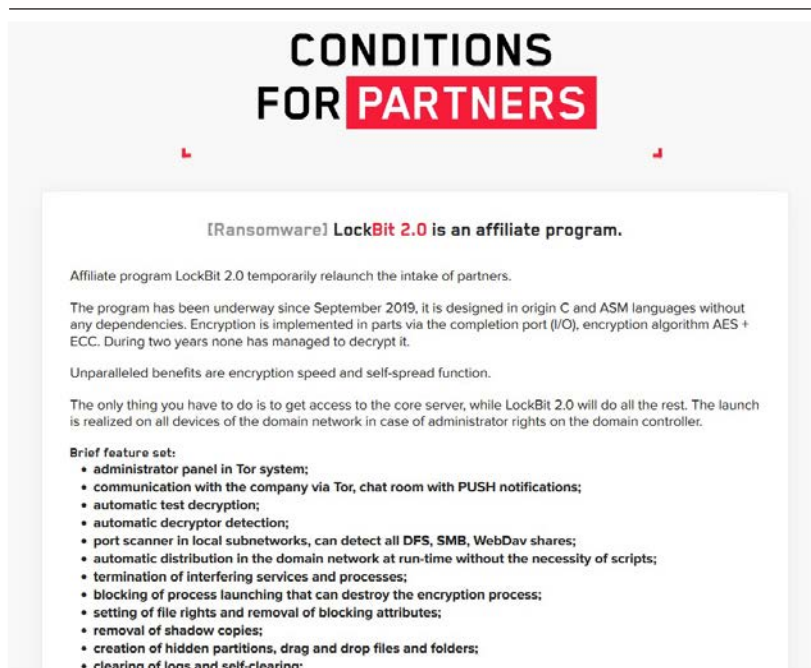 CONDITIONS
FOR PARTNERS
[Ransomware] LockBit 2.0 is an affiliate program.
Affiliate program LockBit 2.0 temporarily relaunch the intake of partners.
The program has been underway since September 2019, it is designed in origin C and ASM languages without
any dependencies. Encryption is implemented in parts via the completion port (I/O), encryption algorithm AES +
ECC. During two years none has managed to decrypt it.
Unparalleled benefits are encryption speed and self-spread function.
The only thing you have to do is to get access to the core server, while LockBit 2.0 will do all the rest. The launch
is realized on all devices of the domain network in case of administrator rights on the domain controller.
Brief feature set:
• administrator panel in Tor system;
• communication with the company via Tor, chat room with PUSH notifications;
• automatic test decryption;
• automatic decryptor detection;
• port scanner in local subnetworks, can detect all DFS, SMB, WebDav shares;
• automatic distribution in the domain network at run-time without the necessity of scripts;
• termination of interfering services and processes;
• blocking of process launching that can destroy the encryption process;
• setting of file rights and removal of blocking attributes;
• removal of shadow copies;
• creation of hidden partitions, drag and drop files and folders;
• clearing of logs and self-clearing;